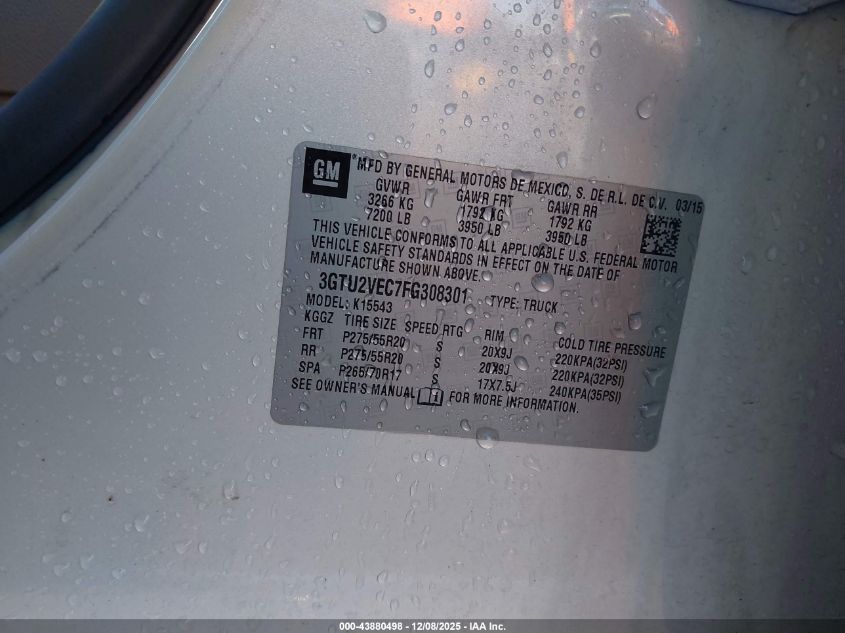 GM
*MFD BY GENERAL MOTORS DE MEXICO, S. DE R.L. DE C.V. 03/15
GVWR GAWR FRT GAWR RR
3266 KG 1792 KG 1792 KG
7200 LB 3950 LB 3950 LB
THIS VEHICLE CONFORMS TO ALL APPLICABLE U.S. FEDERAL MOTOR
VEHICLE SAFETY STANDARDS IN EFFECT ON THE DATE OF
MANUFACTURE SHOWN ABOVE.
3GTU2VEC7FG308301 TYPE: TRUCK
MODEL: K15543
KGGZ TIRE SIZE SPEED RTG RIM COLD TIRE PRESSURE
FRT P275/55R20 S 20X9J 220KPA(32PSI)
RR P275/55R20 S 20X9J 220KPA(32PSI)
SPA P265/70R17 S 17X7.5J 240KPA(35PSI)
SEE OWNER'S MANUAL FOR MORE INFORMATION.
000-43880498 - 12/08/2025 - IAA Inc.